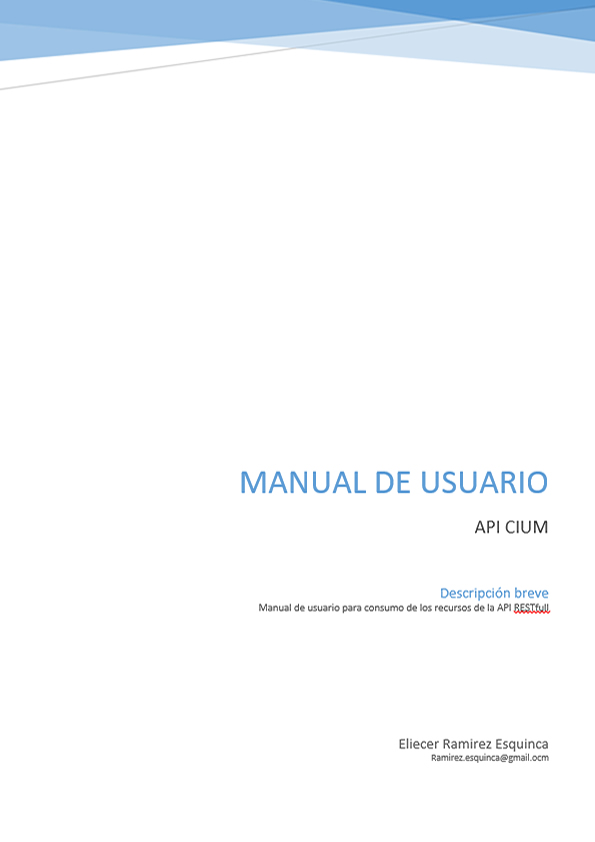 MANUAL DE USUARIO
API CIUM
Descripción breve
Manual de usuario para consumo de los recursos de la API RESTfull
Eliecer Ramirez Esquinca
Ramirez.esquinca@gmail.ocm